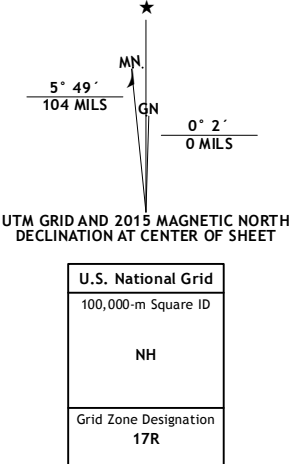 ★
MN.
5° 49´
104 MILS
GN
0° 2´
0 MILS
UTM GRID AND 2015 MAGNETIC NORTH
DECLINATION AT CENTER OF SHEET
U.S. National Grid
100,000-m Square ID
NH
Grid Zone Designation
17R